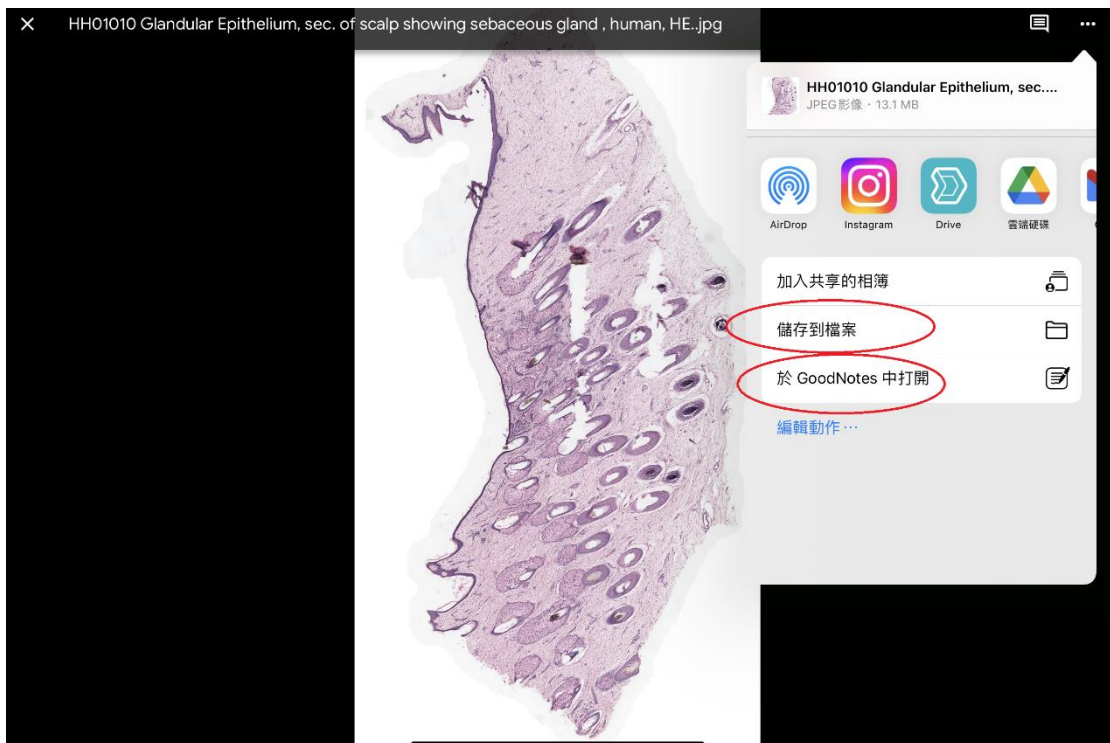 HH01010 Glandular Epithelium, sec. of scalp showing sebaceous gland , human, HE..jpg
HH01010 Glandular Epithelium, sec....
JPEG影像 · 13.1 MB
AirDrop
Instagram
Drive
雲端硬碟
加入共享的相簿
儲存到檔案
於 GoodNotes 中打開
編輯動作 ⋯